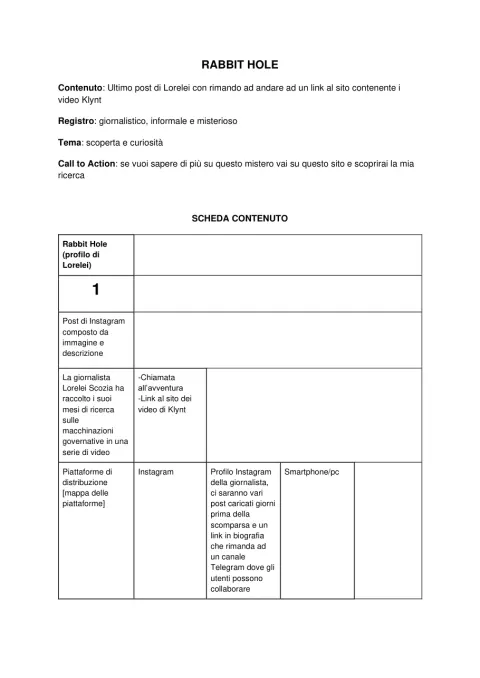 RABBIT HOLE
Contenuto: Ultimo post di Lorelei con rimando ad andare ad un link al sito contenente i
video Klynt
Registro: giornalistico, informale e misterioso
Tema: scoperta e curiosità
Call to Action: se vuoi sapere di più su questo mistero vai su questo sito e scoprirai la mia
ricerca
SCHEDA CONTENUTO
Rabbit Hole
(profilo di
Lorelei)
1
Post di Instagram
composto da
immagine e
descrizione
La giornalista
Lorelei Scozia ha
raccolto i suoi
mesi di ricerca
sulle
macchinazioni
governative in una
serie di video
-Chiamata
all'avventura
-Link al sito dei
video di Klynt
Piattaforme di
distribuzione
[mappa delle
piattaforme]
Instagram
Profilo Instagram
della giornalista,
ci saranno vari
post caricati giorni
prima della
scomparsa e un
link in biografia
che rimanda ad
un canale
Telegram dove gli
utenti possono
collaborare
Smartphone/pc